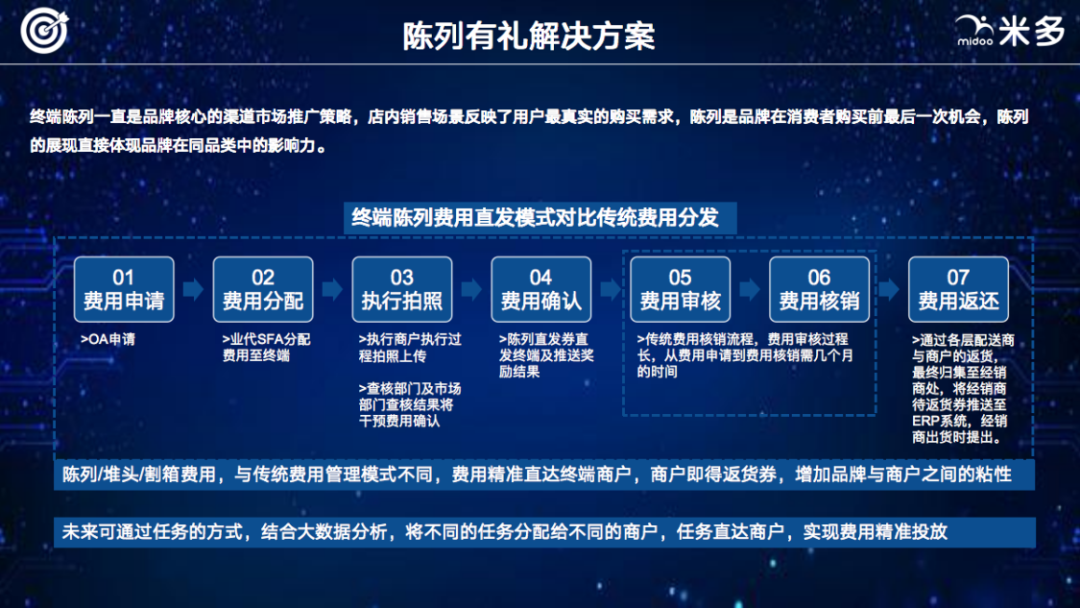 陈列有礼解决方案
midoo 米多
终端陈列一直是品牌核心的渠道市场推广策略，店内销售场景反映了用户最真实的购买需求，陈列是品牌在消费者购买前最后一次机会，陈列
的展现直接体现品牌在同品类中的影响力。
终端陈列费用直发模式对比传统费用分发
01
费用申请
>OA申请
02
费用分配
>业代SFA分配
费用至终端
03
执行拍照
>执行商户执行过
程拍照上传
>查核部门及市场
部门查核结果将
干预费用确认
04
费用确认
>陈列直发券直
发终端及推送奖
励结果
05
费用审核
06
费用核销
>传统费用核销流程，费用审核过程
长，从费用申请到费用核销需几个月
的时间
07
费用返还
>通过各层配送商
与商户的返货，
最终归集至经销
商处，将经销商
待返货券推送至
ERP系统，经销
商出货时提出。
陈列/堆头/割箱费用，与传统费用管理模式不同，费用精准直达终端商户，商户即得返货券，增加品牌与商户之间的粘性
未来可通过任务的方式，结合大数据分析，将不同的任务分配给不同的商户，任务直达商户，实现费用精准投放